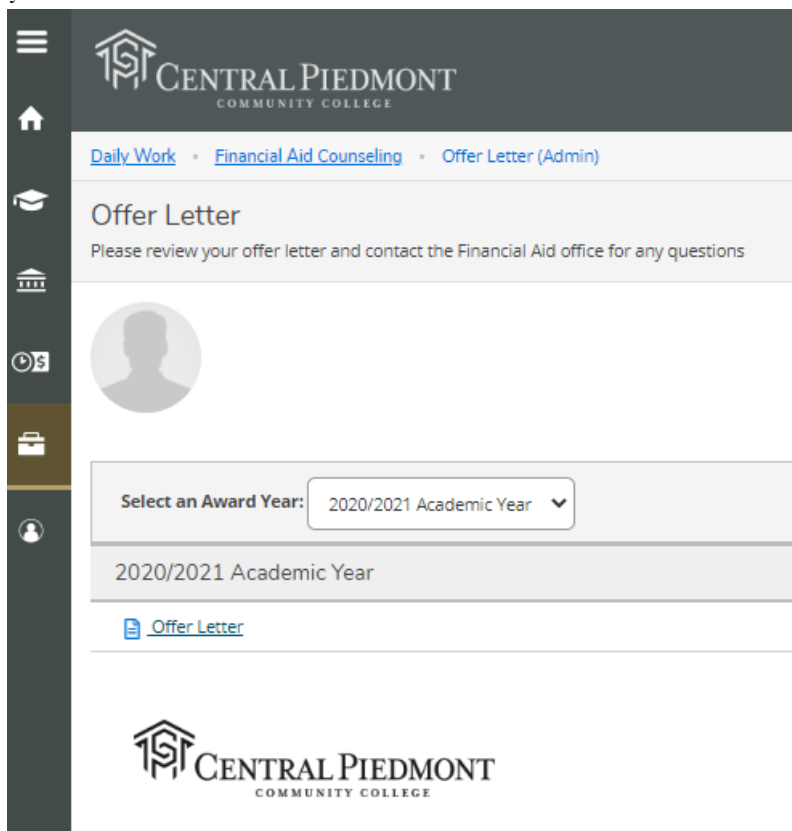 CENTRAL PIEDMONT
COMMUNITY COLLEGE
Daily Work • Financial Aid Counseling • Offer Letter (Admin)
Offer Letter
Please review your offer letter and contact the Financial Aid office for any questions
$
Select an Award Year: 2020/2021 Academic Year
2020/2021 Academic Year
Offer Letter
CENTRAL PIEDMONT
COMMUNITY COLLEGE